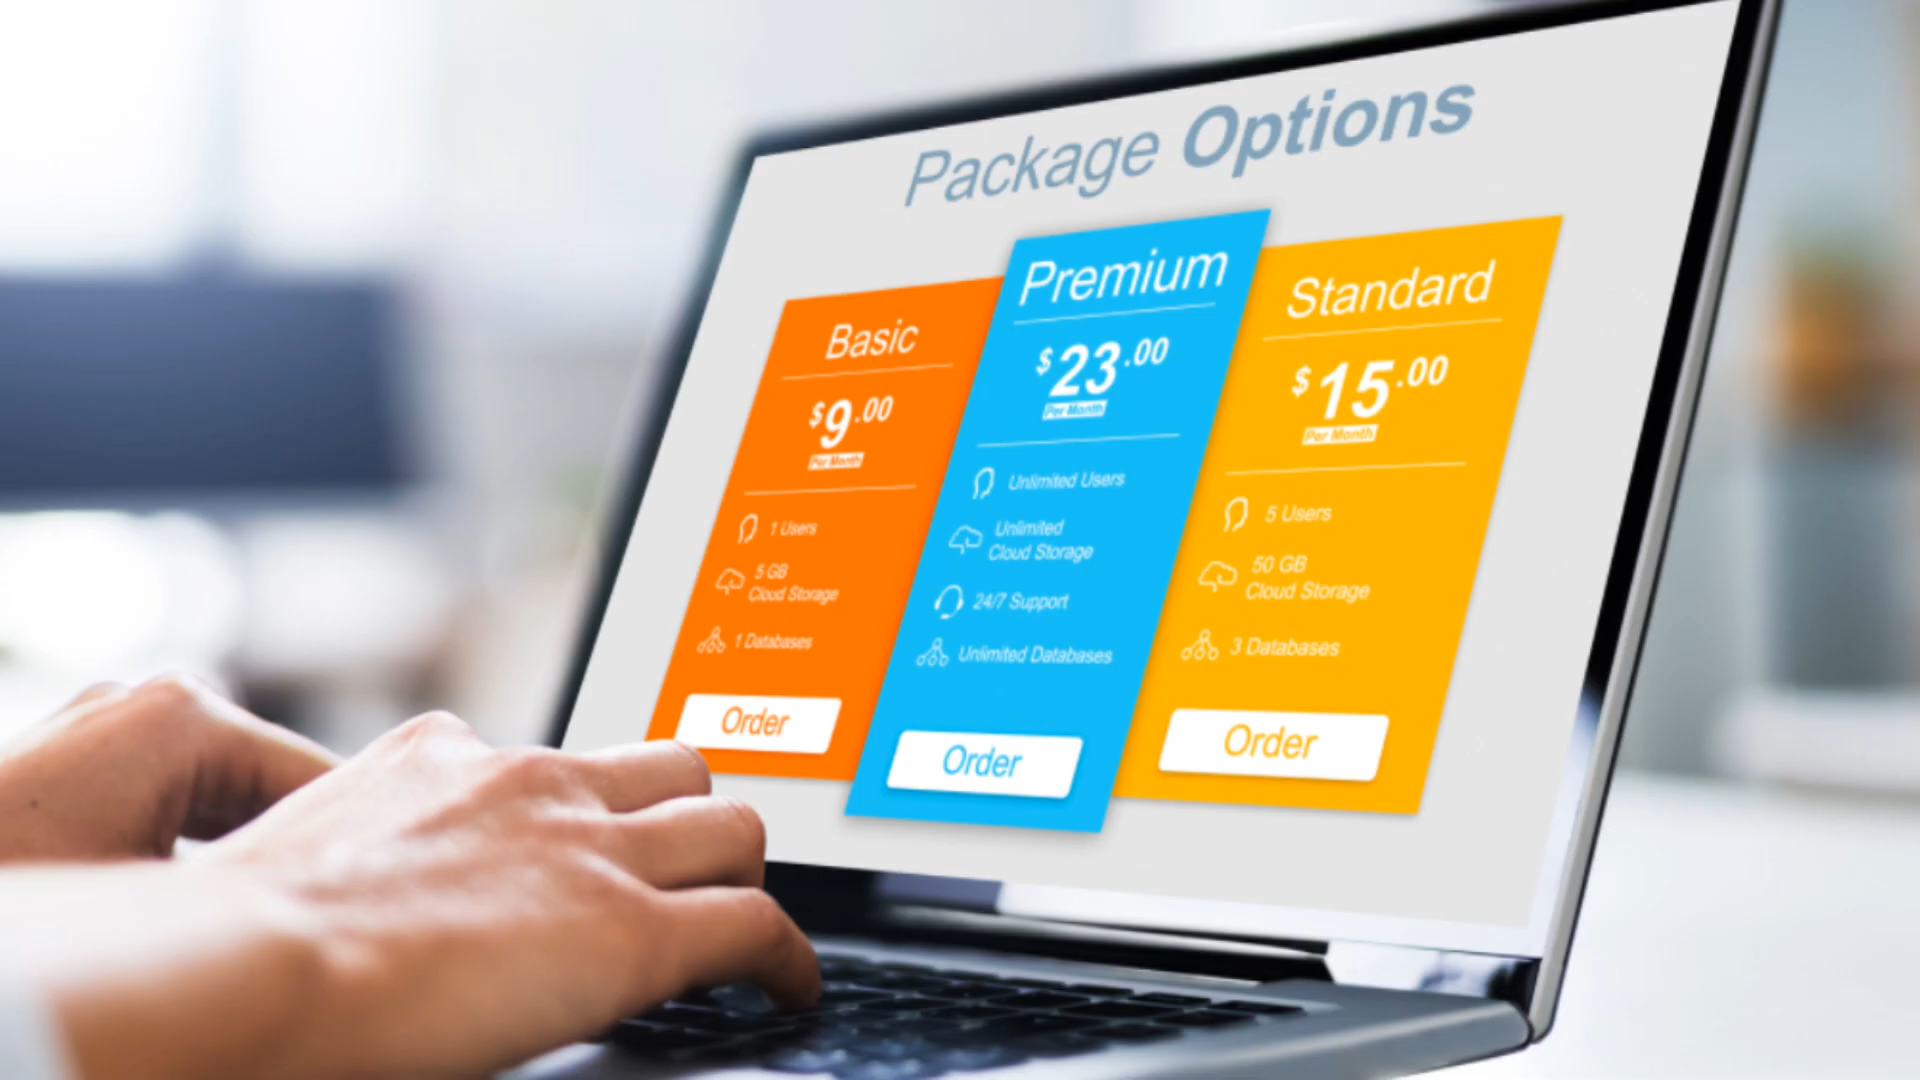 Package Options
Basic
$9.00
Per Month
1 Users
5 GB
Cloud Storage
1 Databases
Order
Premium
$23.00
Per Month
Unlimited Users
Unlimited
Cloud Storage
24/7 Support
Unlimited Databases
Order
Standard
$15.00
Per Month
5 Users
50 GB
Cloud Storage
3 Databases
Order